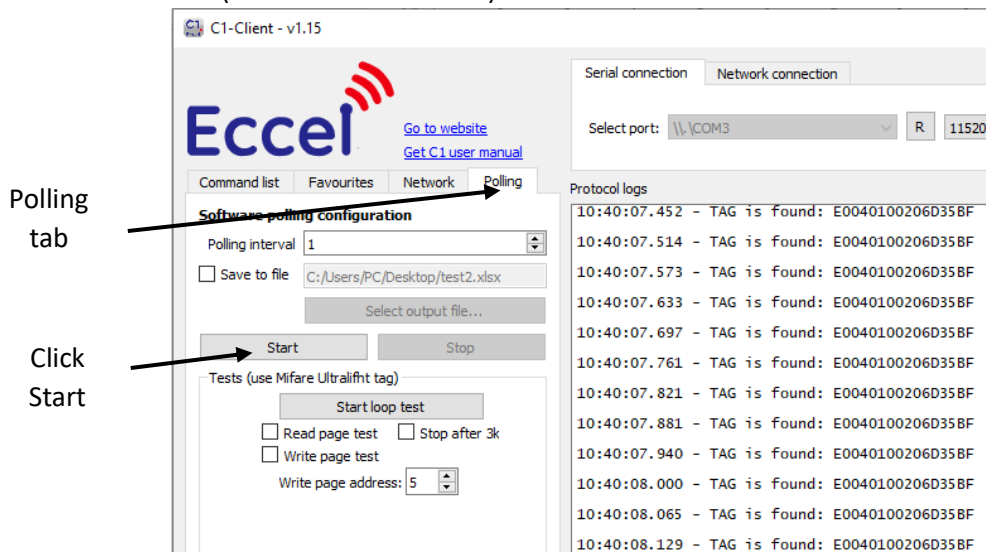 C1-Client - v1.15
Eccel
Go to website
Get C1 user manual
Serial connection Network connection
Select port: \\.\COM3 R 11520
Command list Favourites Network Polling
Polling
tab
Software polling configuration
Polling interval 1
Save to file C:/Users/PC/Desktop/test2.xlsx
Select output file...
Start Stop
Click
Start
Tests (use Mifare Ultralifht tag)
Start loop test
Read page test Stop after 3k
Write page test
Write page address: 5
Protocol logs
10:40:07.452 - TAG is found: E0040100206D35BF
10:40:07.514 - TAG is found: E0040100206D35BF
10:40:07.573 - TAG is found: E0040100206D35BF
10:40:07.633 - TAG is found: E0040100206D35BF
10:40:07.697 - TAG is found: E0040100206D35BF
10:40:07.761 - TAG is found: E0040100206D35BF
10:40:07.821 - TAG is found: E0040100206D35BF
10:40:07.881 - TAG is found: E0040100206D35BF
10:40:07.940 - TAG is found: E0040100206D35BF
10:40:08.000 - TAG is found: E0040100206D35BF
10:40:08.065 - TAG is found: E0040100206D35BF
10:40:08.129 - TAG is found: E0040100206D35BF